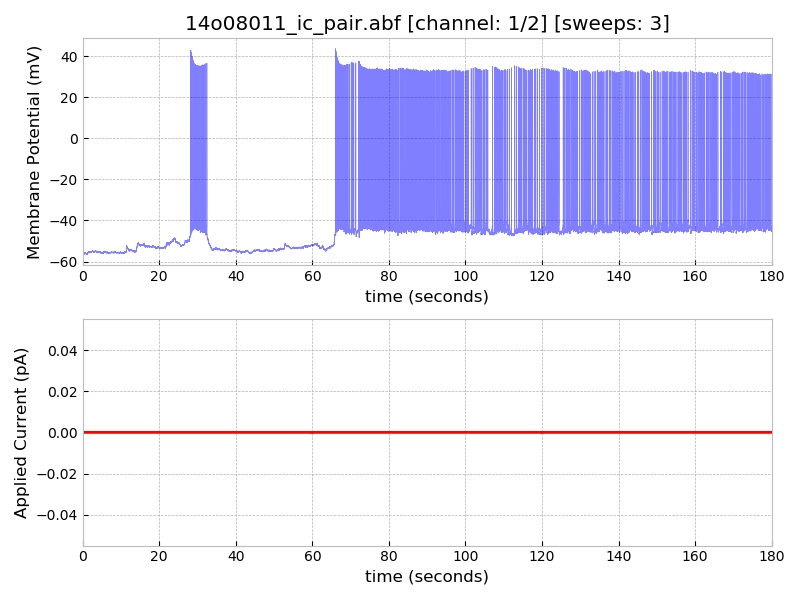 14o08011_ic_pair.abf [channel: 1/2] [sweeps: 3]
Membrane Potential (mV)
40
20
0
−20
−40
−60
0 20 40 60 80 100 120 140 160 180
time (seconds)
Applied Current (pA)
0.04
0.02
0.00
−0.02
−0.04
0 20 40 60 80 100 120 140 160 180
time (seconds)